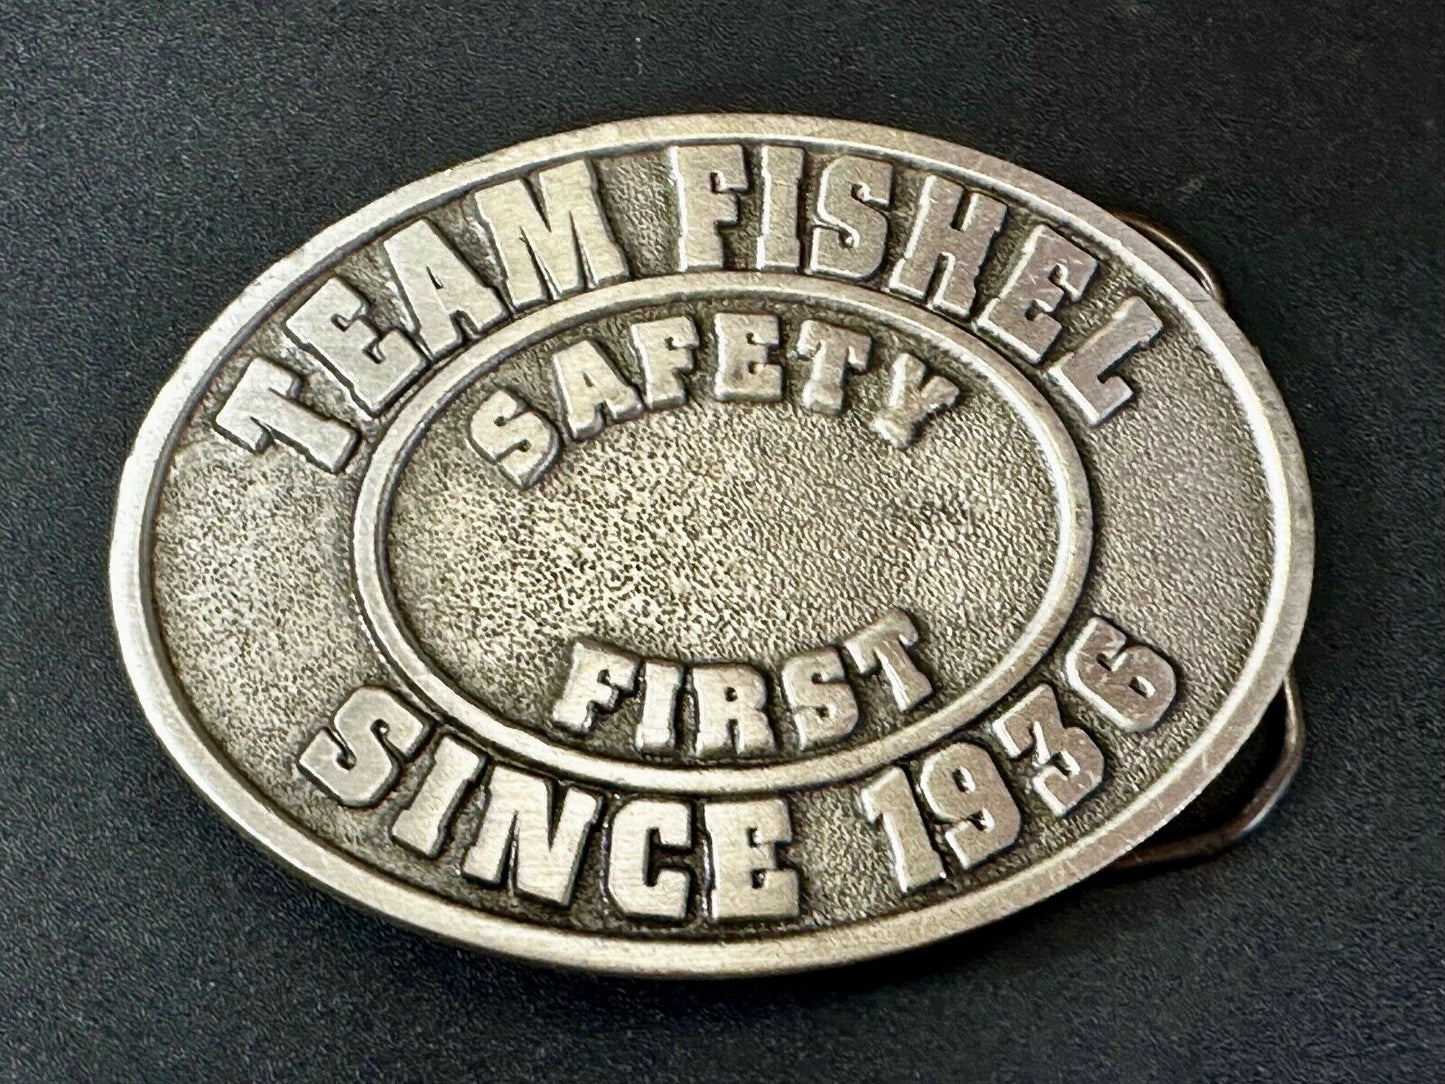 TEAM FISHEL
SAFETY
FIRST
SINCE 1936